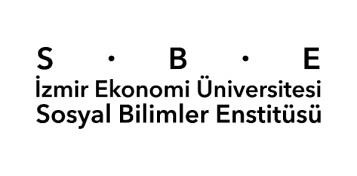 S · B · E
İzmir Ekonomi Üniversitesi
Sosyal Bilimler Enstitüsü